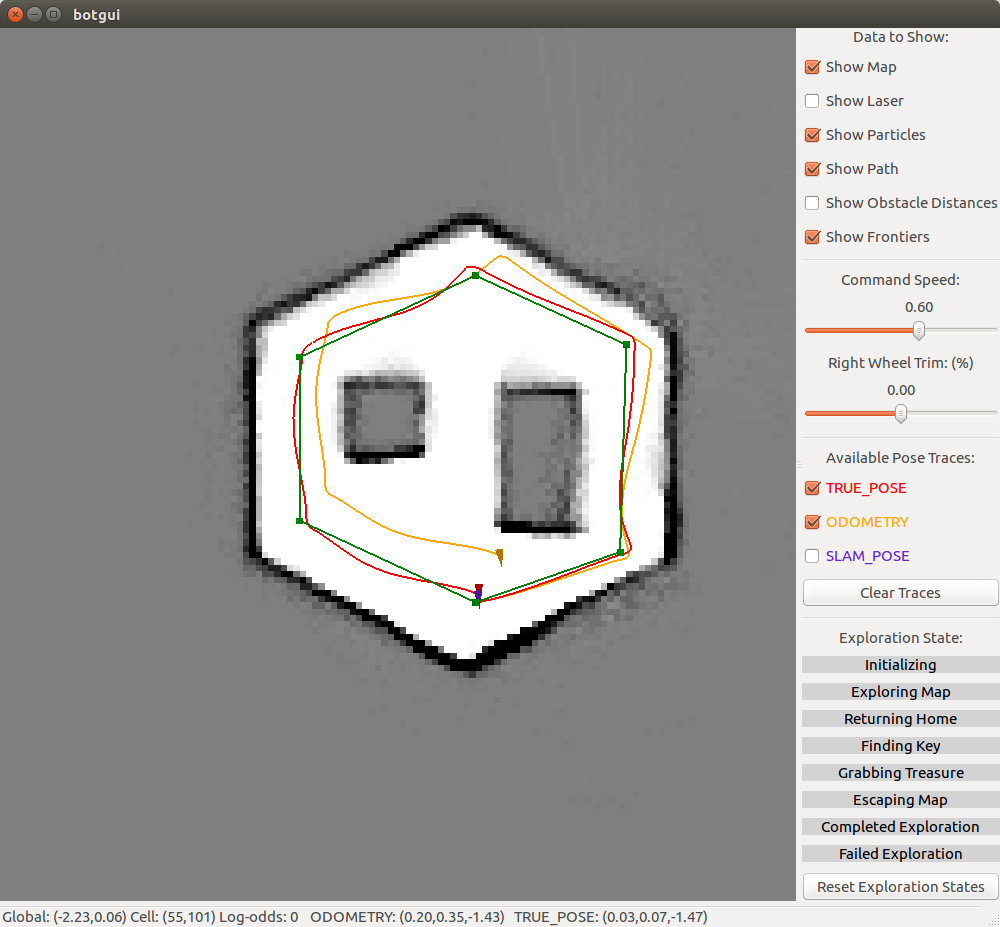 botgui
Data to Show:
Show Map
Show Laser
Show Particles
Show Path
Show Obstacle Distances
Show Frontiers
Command Speed:
0.60
Right Wheel Trim: (%)
0.00
Available Pose Traces:
TRUE_POSE
ODOMETRY
SLAM_POSE
Clear Traces
Exploration State:
Initializing
Exploring Map
Returning Home
Finding Key
Grabbing Treasure
Escaping Map
Completed Exploration
Failed Exploration
Reset Exploration States
Global: (-2.23,0.06) Cell: (55,101) Log-odds: 0 ODOMETRY: (0.20,0.35,-1.43) TRUE_POSE: (0.03,0.07,-1.47)